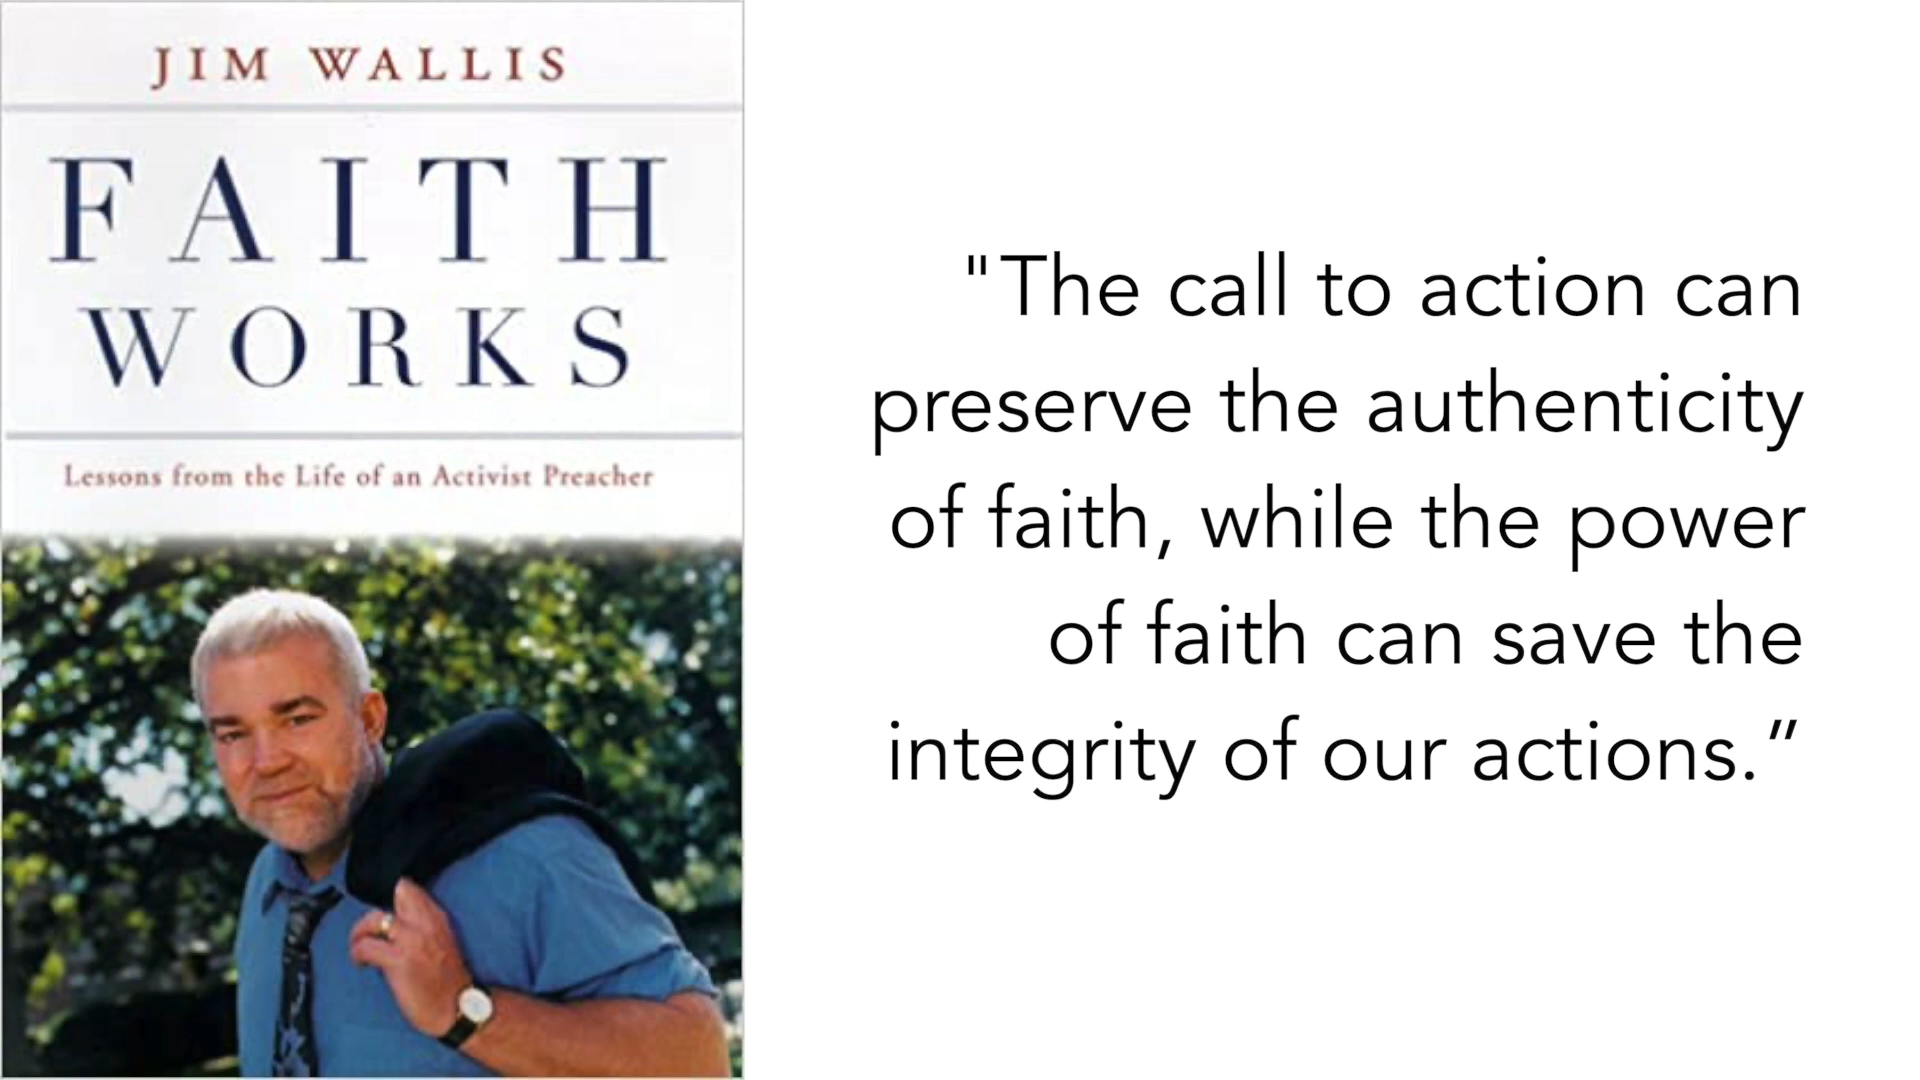 JIM WALLIS
FAITH
WORKS
Lessons from the Life of an Activist Preacher
"The call to action can
preserve the authenticity
of faith, while the power
of faith can save the
integrity of our actions.”